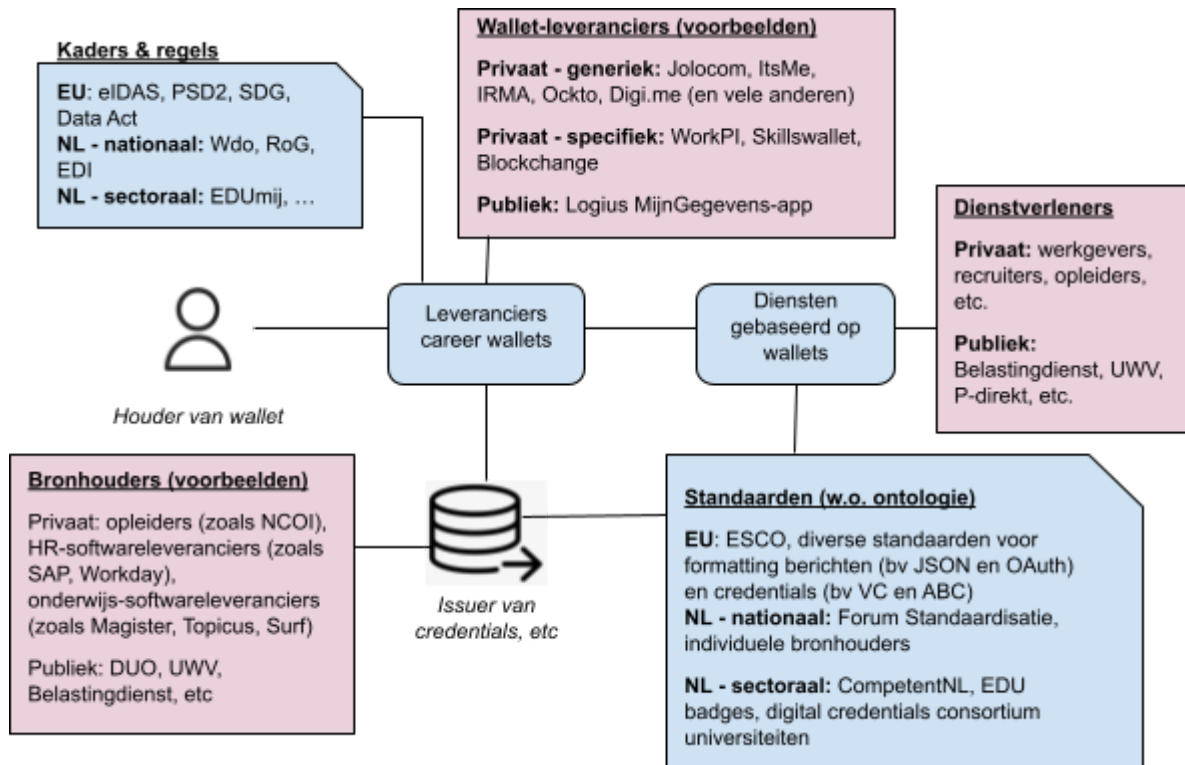 Kaders & regels
EU: eIDAS, PSD2, SDG,
Data Act
NL - nationaal: Wdo, RoG,
EDI
NL - sectoraal: EDUmij, …
Wallet-leveranciers (voorbeelden)
Privaat - generiek: Jolocom, ItsMe,
IRMA, Ockto, Digi.me (en vele anderen)
Privaat - specifiek: WorkPI, Skillswallet,
Blockchange
Publiek: Logius MijnGegevens-app
Dienstverleners
Privaat: werkgevers,
recruiters, opleiders,
etc.
Publiek:
Belastingdienst, UWV,
P-direkt, etc.
Houder van wallet
Leveranciers
career wallets
Diensten
gebaseerd op
wallets
Bronhouders (voorbeelden)
Privaat: opleiders (zoals NCOI),
HR-softwareleveranciers (zoals
SAP, Workday),
onderwijs-softwareleveranciers
(zoals Magister, Topicus, Surf)
Publiek: DUO, UWV,
Belastingdienst, etc
Issuer van
credentials, etc
Standaarden (w.o. ontologie)
EU: ESCO, diverse standaarden voor
formatting berichten (bv JSON en OAuth)
en credentials (bv VC en ABC)
NL - nationaal: Forum Standaardisatie,
individuele bronhouders
NL - sectoraal: CompetentNL, EDU
badges, digital credentials consortium
universiteiten